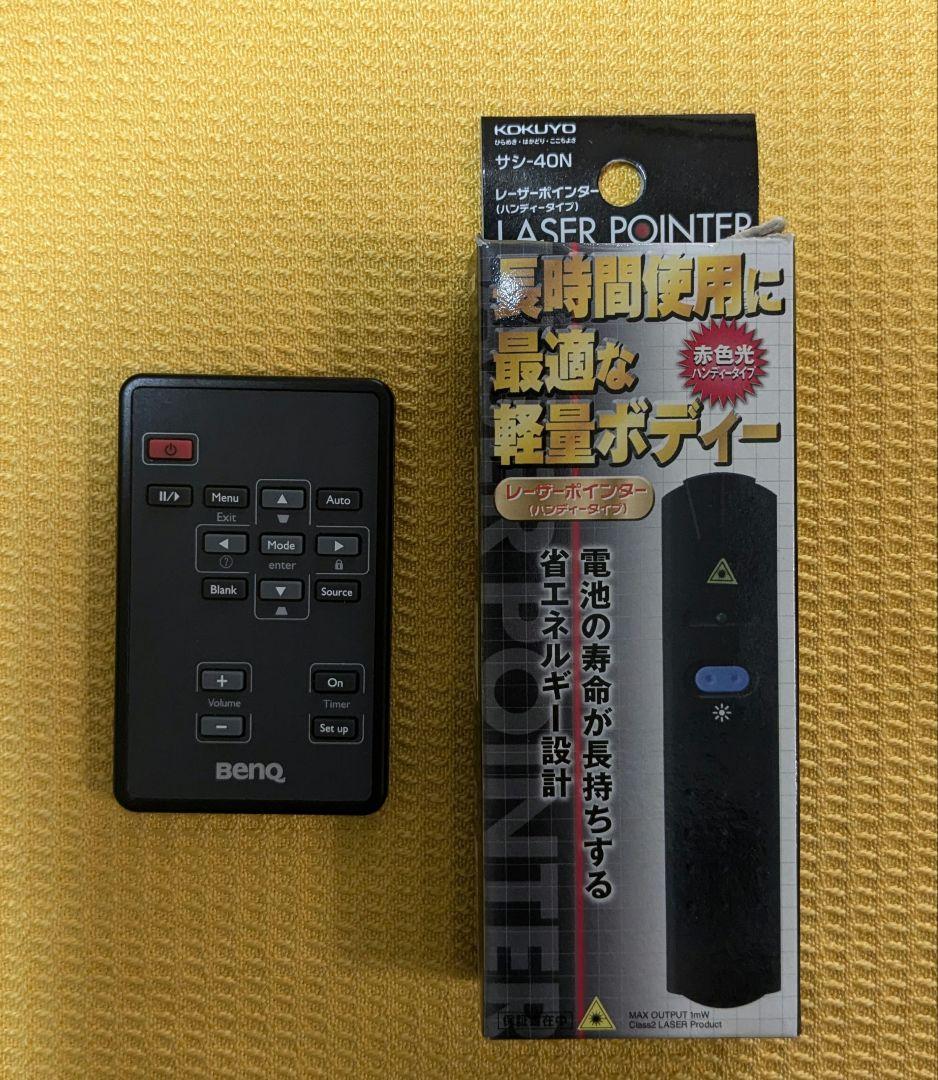 Menu
Auto
Exit
Mode
enter
Blank
Source
+
Volume
−
On
Timer
Set up
BenQ
KOKUYO
ひらめき・はかどり・ここちよさ
サシ-40N
レーザーポインター
(ハンディータイプ)
LASER POINTER
長時間使用に
最適な
軽量ボディー
赤色光
ハンディータイプ
レーザーポインター
(ハンディータイプ)
電池の寿命が長持ちする
省エネルギー設計
POINTER
保証書在中
MAX OUTPUT 1mW
Class2 LASER Product